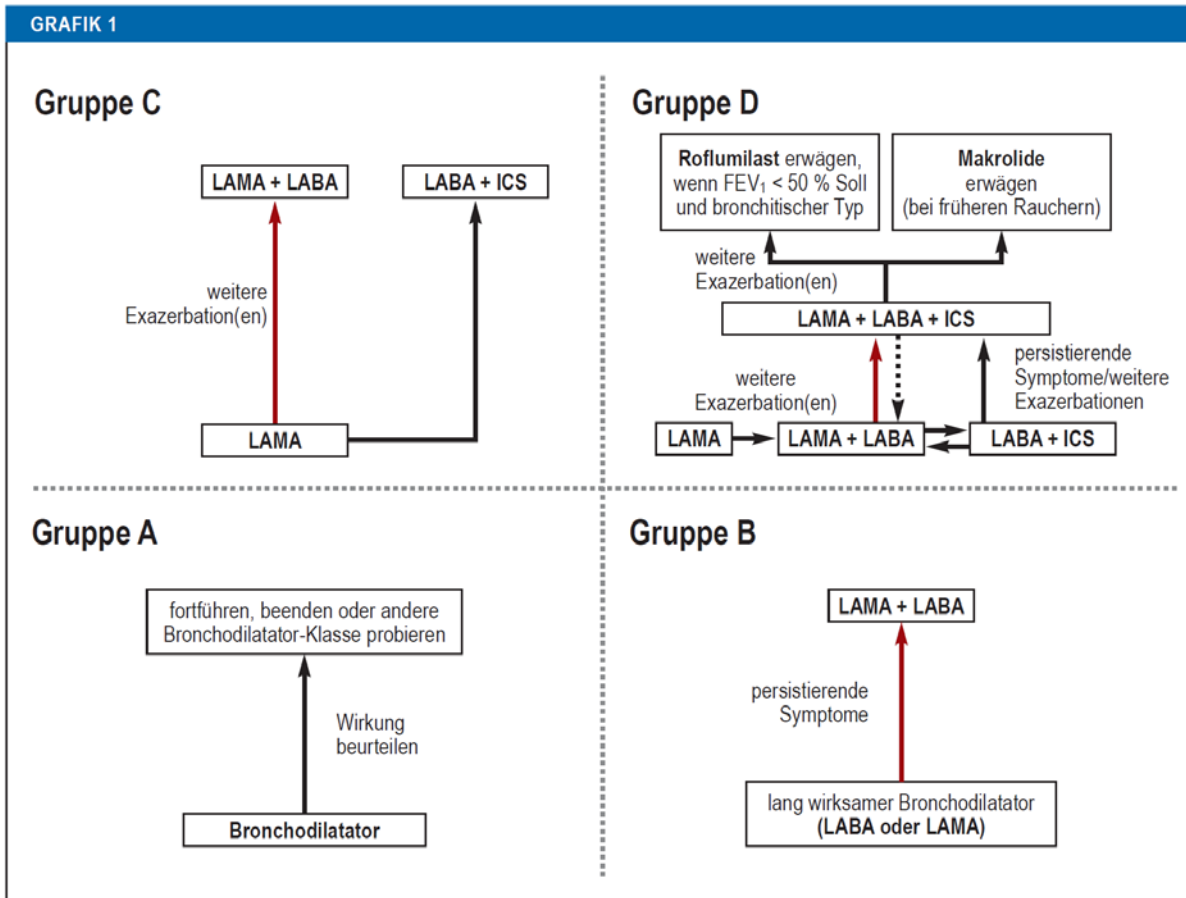 GRAFIK 1
Gruppe C
LAMA + LABA
LABA + ICS
weitere
Exazerbation(en)
LAMA
Gruppe D
Roflumilast erwägen,
wenn FEV₁ < 50 % Soll
und bronchitischer Typ
Makrolide
erwägen
(bei früheren Rauchern)
weitere
Exazerbation(en)
LAMA + LABA + ICS
weitere
Exazerbation(en)
persistierende
Symptome/weitere
Exazerbationen
LAMA
LAMA + LABA
LABA + ICS
Gruppe A
fortführen, beenden oder andere
Bronchodilatator-Klasse probieren
Wirkung
beurteilen
Bronchodilatator
Gruppe B
LAMA + LABA
persistierende
Symptome
lang wirksamer Bronchodilatator
(LABA oder LAMA)